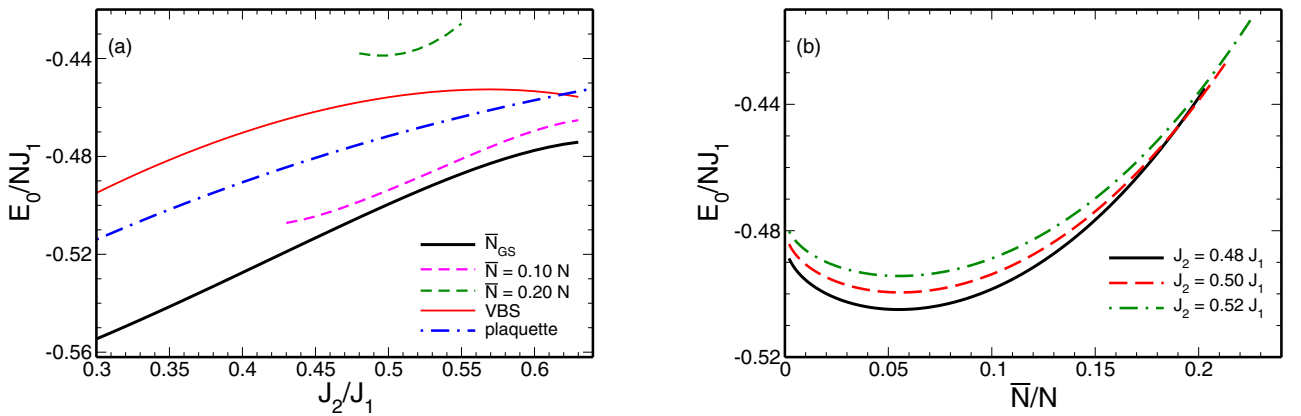 (a)
-0.44
-0.48
-0.52
-0.56
E₀/NJ₁
0.3 0.35 0.4 0.45 0.5 0.55 0.6
J₂/J₁
N̅_GS
N̅ = 0.10 N
N̅ = 0.20 N
VBS
plaquette
(b)
-0.44
-0.48
-0.52
E₀/NJ₁
0 0.05 0.1 0.15 0.2
N̅/N
J₂ = 0.48 J₁
J₂ = 0.50 J₁
J₂ = 0.52 J₁